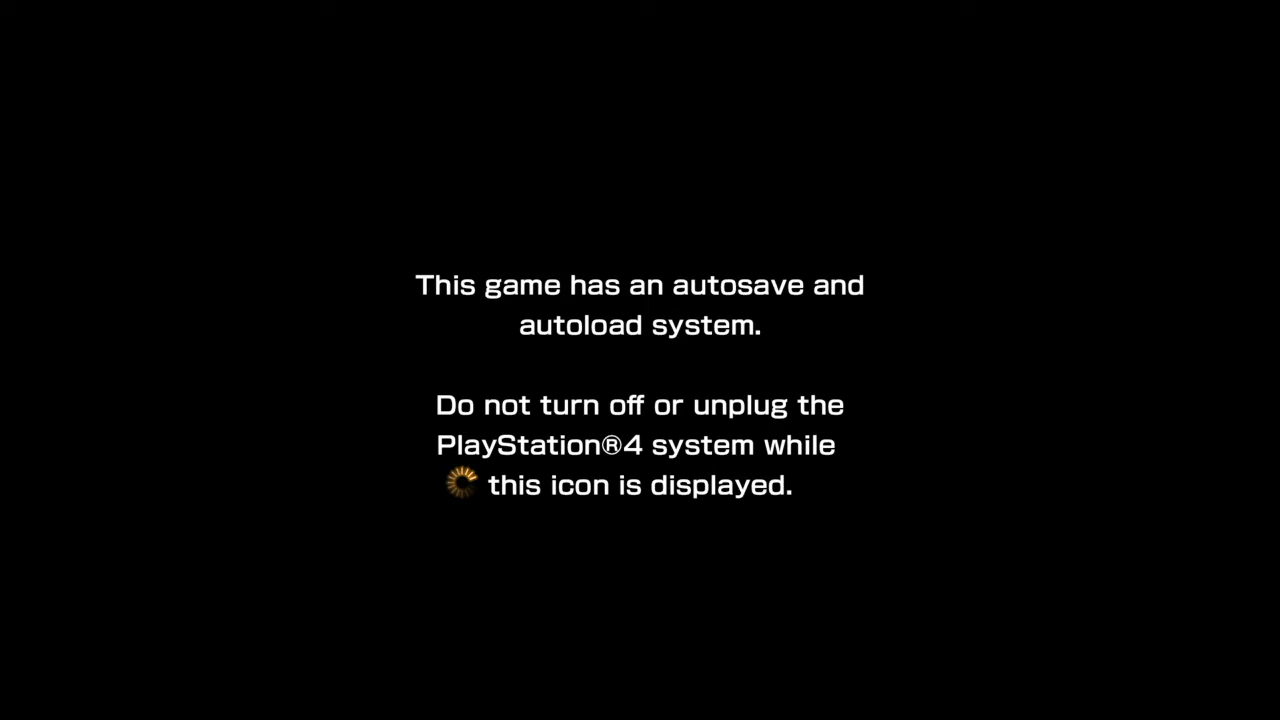 This game has an autosave and
autoload system.
Do not turn off or unplug the
PlayStation®4 system while
this icon is displayed.